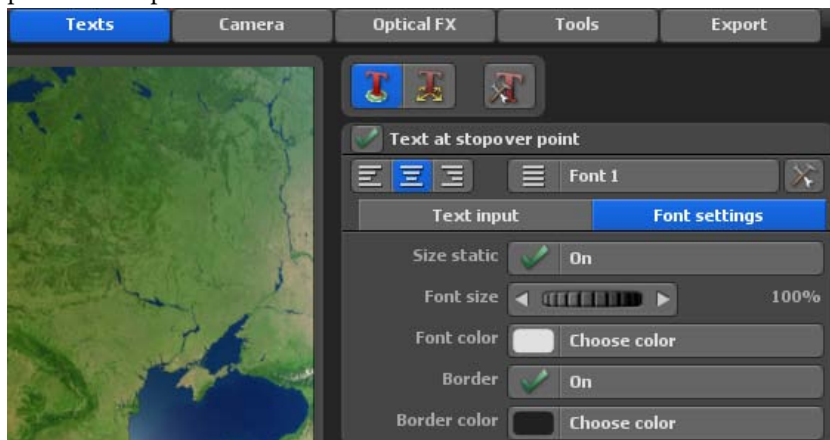 Texts Camera Optical FX Tools Export
Text at stopover point
Font 1
Text input Font settings
Size static On
Font size 100%
Font color Choose color
Border On
Border color Choose color